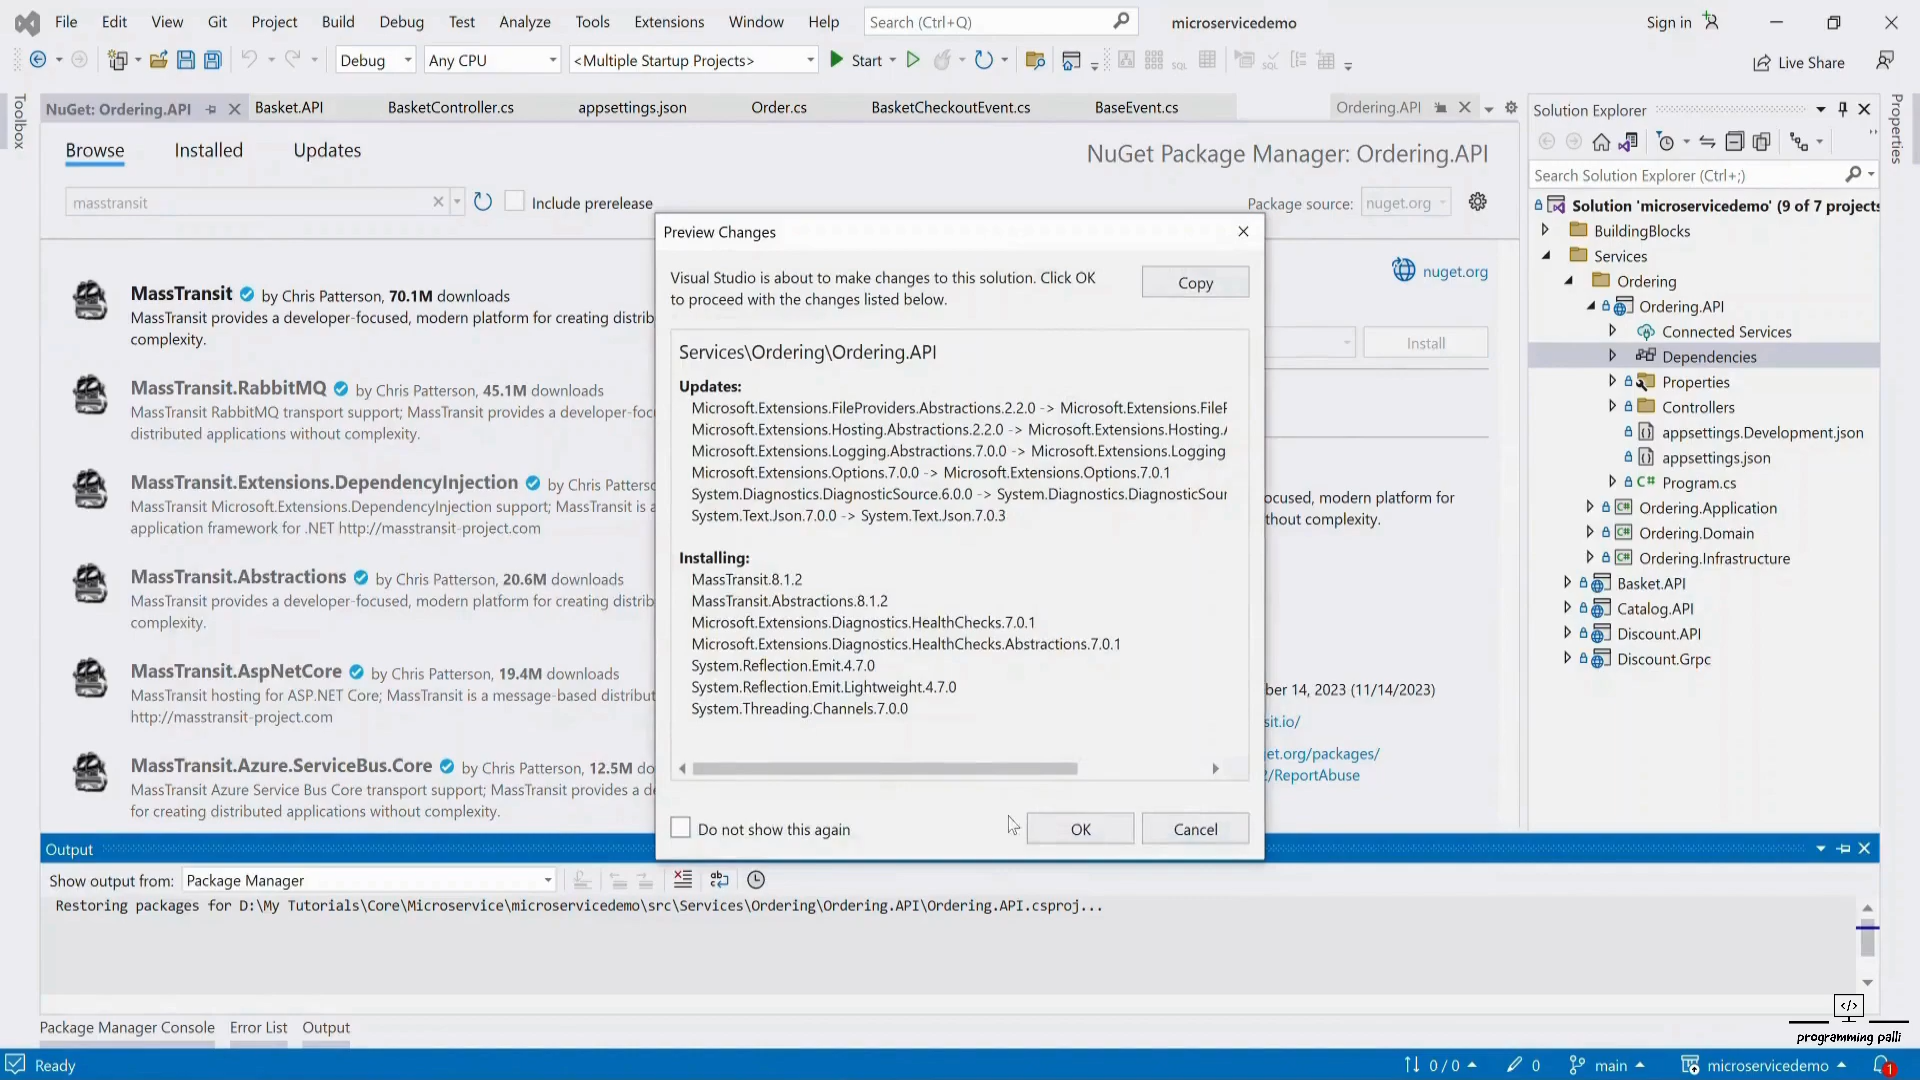 File Edit View Git Project Build Debug Test Analyze Tools Extensions Window Help Search (Ctrl+Q) microservicedemo Sign in
Debug Any CPU <Multiple Startup Projects> Start Live Share
Toolbox
NuGet: Ordering.API Basket.API BasketController.cs appsettings.json Order.cs BasketCheckoutEvent.cs BaseEvent.cs Ordering.API
Browse Installed Updates NuGet Package Manager: Ordering.API
masstransit Include prerelease Package source: nuget.org
MassTransit by Chris Patterson, 70.1M downloads
MassTransit provides a developer-focused, modern platform for creating distrib
complexity.
MassTransit.RabbitMQ by Chris Patterson, 45.1M downloads
MassTransit RabbitMQ transport support; MassTransit provides a developer-fo
distributed applications without complexity.
MassTransit.Extensions.DependencyInjection by Chris Patterso
MassTransit Microsoft.Extensions.DependencyInjection support; MassTransit is a
application framework for .NET http://masstransit-project.com
MassTransit.Abstractions by Chris Patterson, 20.6M downloads
MassTransit provides a developer-focused, modern platform for creating distrib
complexity.
MassTransit.AspNetCore by Chris Patterson, 19.4M downloads
MassTransit hosting for ASP.NET Core; MassTransit is a message-based distribut
http://masstransit-project.com
MassTransit.Azure.ServiceBus.Core by Chris Patterson, 12.5M do
MassTransit Azure Service Bus Core transport support; MassTransit provides a de
for creating distributed applications without complexity.
nuget.org
Install
ocused, modern platform for
thout complexity.
ber 14, 2023 (11/14/2023)
sit.io/
get.org/packages/
2/ReportAbuse
Preview Changes
Visual Studio is about to make changes to this solution. Click OK
to proceed with the changes listed below.
Copy
Services\Ordering\Ordering.API
Updates:
Microsoft.Extensions.FileProviders.Abstractions.2.2.0 -> Microsoft.Extensions.FileP
Microsoft.Extensions.Hosting.Abstractions.2.2.0 -> Microsoft.Extensions.Hosting.A
Microsoft.Extensions.Logging.Abstractions.7.0.0 -> Microsoft.Extensions.Logging
Microsoft.Extensions.Options.7.0.0 -> Microsoft.Extensions.Options.7.0.1
System.Diagnostics.DiagnosticSource.6.0.0 -> System.Diagnostics.DiagnosticSour
System.Text.Json.7.0.0 -> System.Text.Json.7.0.3
Installing:
MassTransit.8.1.2
MassTransit.Abstractions.8.1.2
Microsoft.Extensions.Diagnostics.HealthChecks.7.0.1
Microsoft.Extensions.Diagnostics.HealthChecks.Abstractions.7.0.1
System.Reflection.Emit.4.7.0
System.Reflection.Emit.Lightweight.4.7.0
System.Threading.Channels.7.0.0
Do not show this again OK Cancel
Solution Explorer
Search Solution Explorer (Ctrl+;)
Solution 'microservicedemo' (9 of 7 projects
BuildingBlocks
Services
Ordering
Ordering.API
Connected Services
Dependencies
Properties
Controllers
appsettings.Development.json
appsettings.json
Program.cs
Ordering.Application
Ordering.Domain
Ordering.Infrastructure
Basket.API
Catalog.API
Discount.API
Discount.Grpc
Properties
Output
Show output from: Package Manager
Restoring packages for D:\My Tutorials\Core\Microservice\microservicedemo\src\Services\Ordering\Ordering.API\Ordering.API.csproj...
Package Manager Console Error List Output
programming palli
Ready 0 / 0 0 main microservicedemo 1